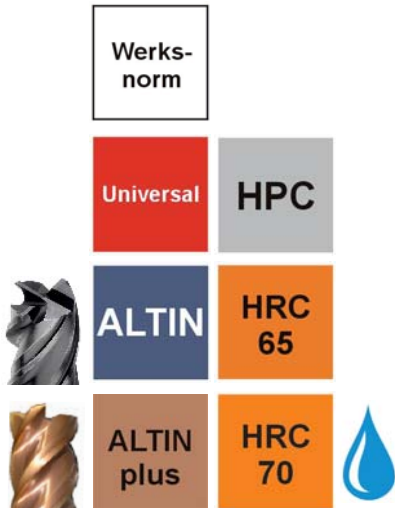 Werks-
norm
Universal
HPC
ALTIN
HRC
65
ALTIN
plus
HRC
70